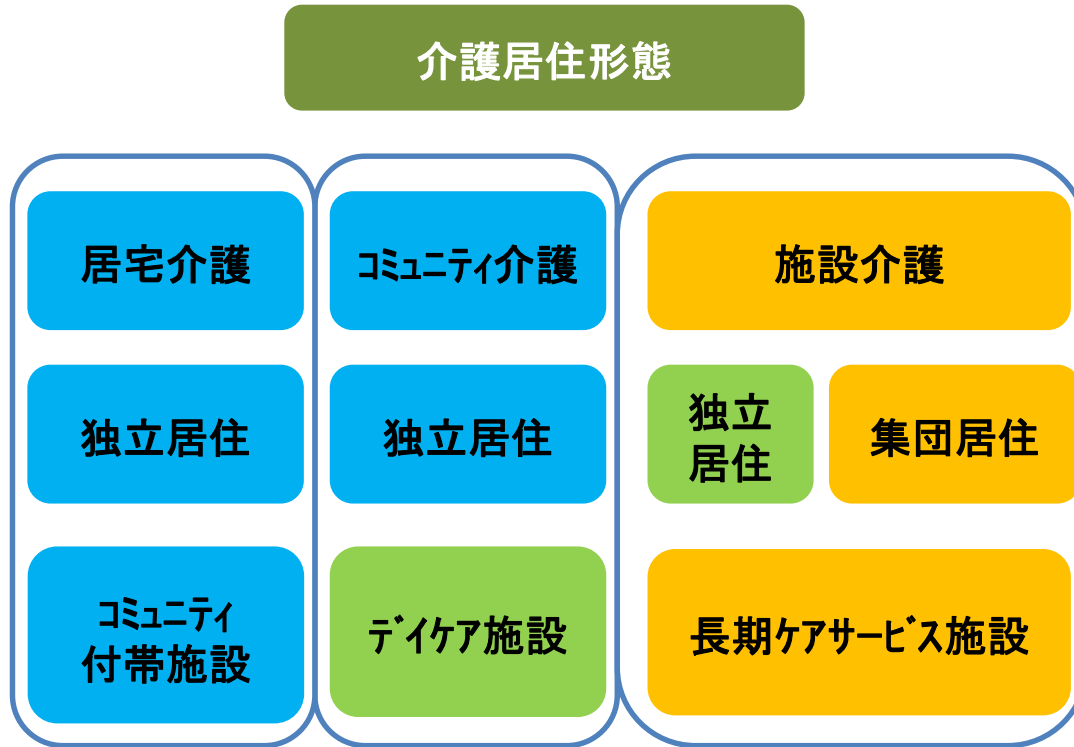 介護居住形態
居宅介護
コミュニティ介護
施設介護
独立居住
独立居住
独立
居住
集団居住
コミュニティ
付帯施設
デイケア施設
長期ケアサービス施設